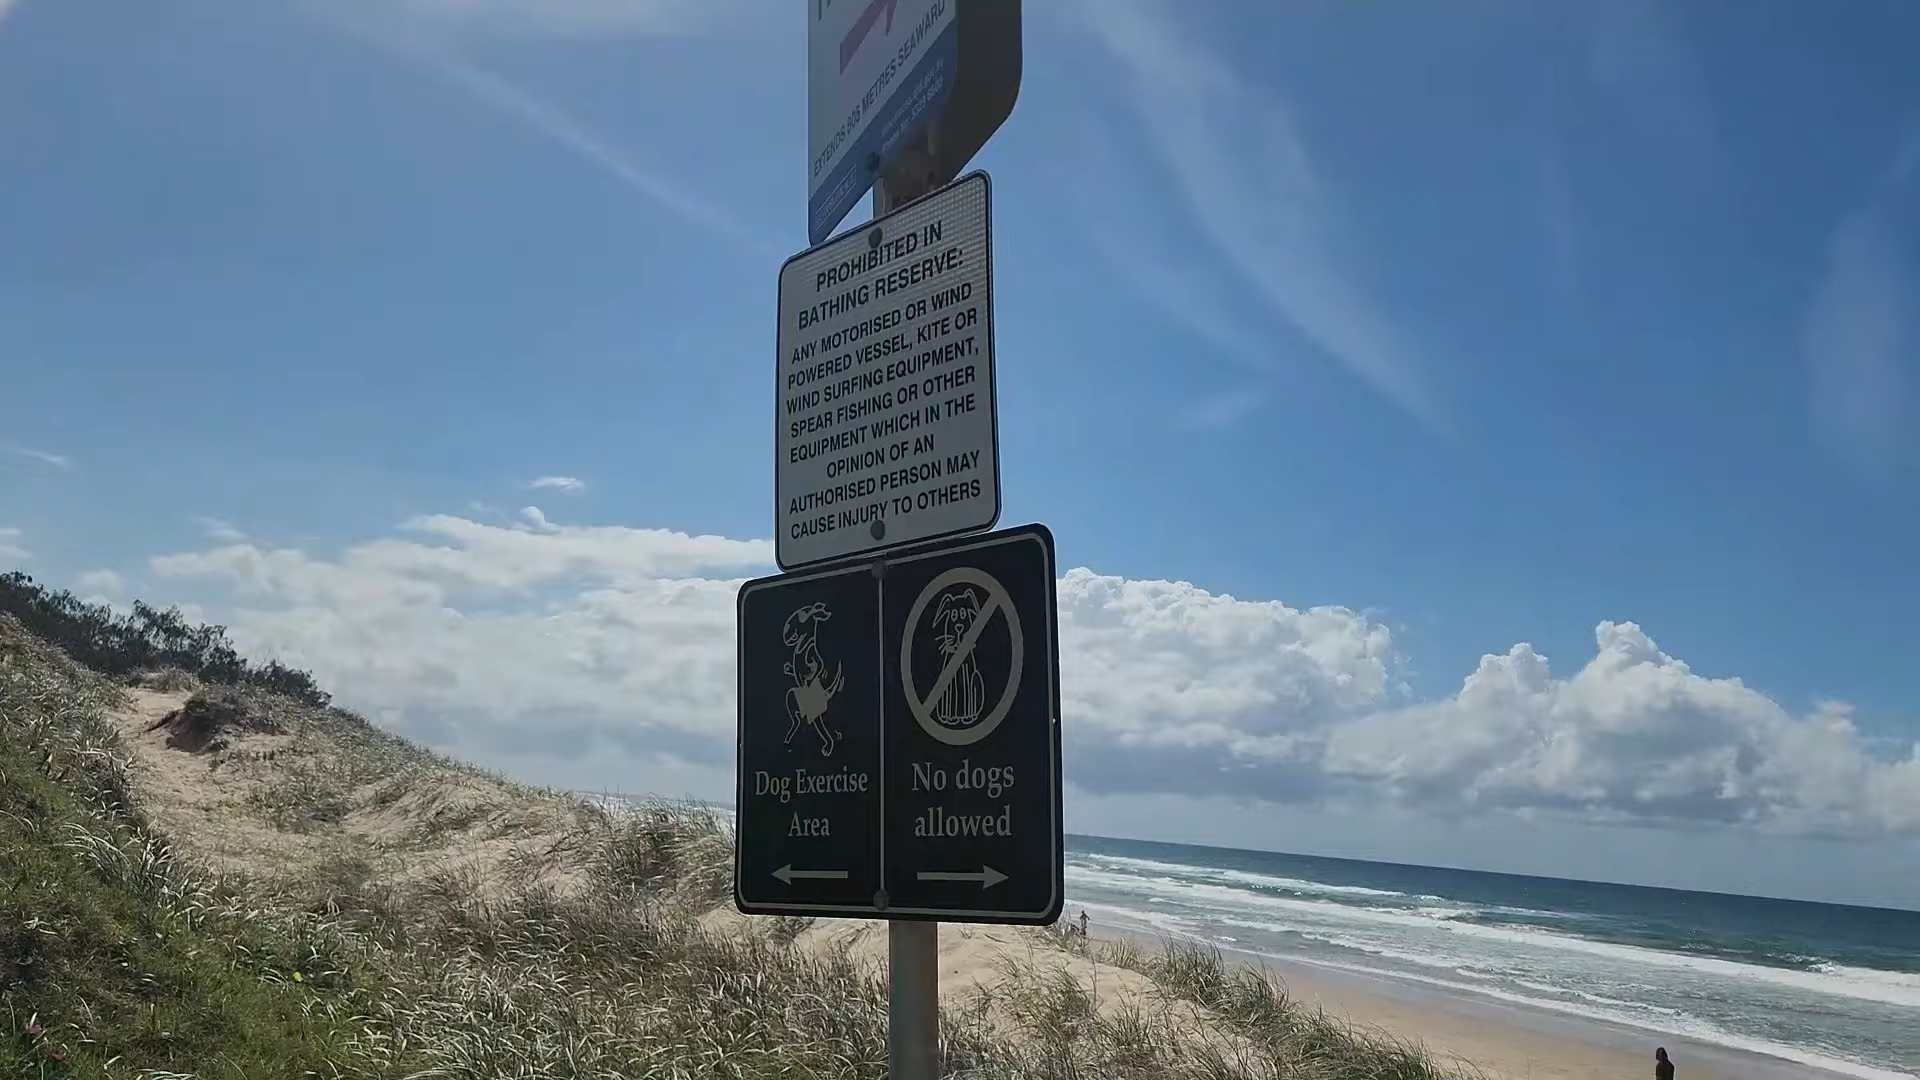 EXTENDS 805 METRES SEAWARD
PROHIBITED IN
BATHING RESERVE:
ANY MOTORISED OR WIND
POWERED VESSEL, KITE OR
WIND SURFING EQUIPMENT,
SPEAR FISHING OR OTHER
EQUIPMENT WHICH IN THE
OPINION OF AN
AUTHORISED PERSON MAY
CAUSE INJURY TO OTHERS
Dog Exercise
Area
No dogs
allowed